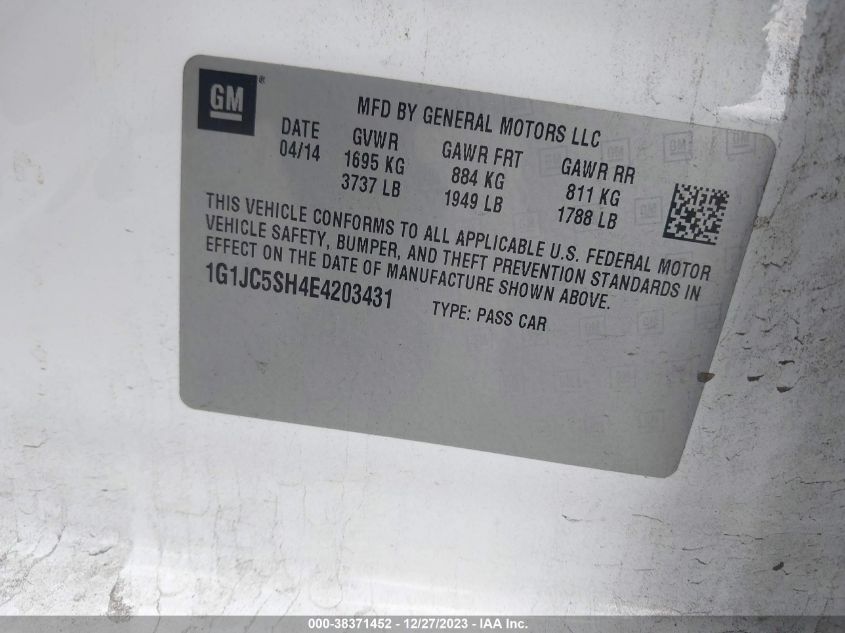 GM®
MFD BY GENERAL MOTORS LLC
DATE GVWR GAWR FRT GAWR RR
04/14 1695 KG 884 KG 811 KG
3737 LB 1949 LB 1788 LB
THIS VEHICLE CONFORMS TO ALL APPLICABLE U.S. FEDERAL MOTOR
VEHICLE SAFETY, BUMPER, AND THEFT PREVENTION STANDARDS IN
EFFECT ON THE DATE OF MANUFACTURE SHOWN ABOVE.
1G1JC5SH4E4203431 TYPE: PASS CAR
000-38371452 - 12/27/2023 - IAAI Inc.